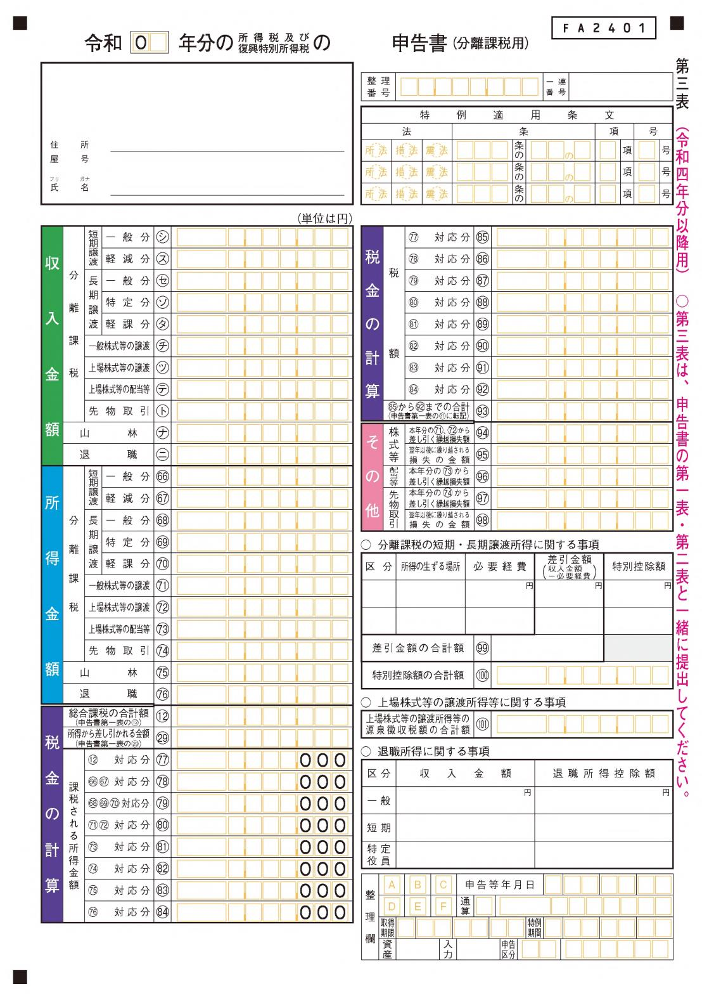 FA2401
令和 0 年分の 所得税及び の 申告書(分離課税用)
復興特別所得税
第三表(令和四年分以降用)
○第三表は、申告書の第一表・第二表と一緒に提出してください。
住所
屋号
フリ ガナ
氏名
整理番号
一連番号
特例適用条文
法 条 項 号
所法 措法 震法 条の の 項 号
所法 措法 震法 条の の 項 号
所法 措法 震法 条の の 項 号
(単位は円)
収入金額
分離課税
短期譲渡 一般分 ㋛
軽減分 ㋜
長期譲渡 一般分 ㋝
特定分 ㋞
軽課分 ㋟
一般株式等の譲渡 ㋠
上場株式等の譲渡 ㋡
上場株式等の配当等 ㋢
先物取引 ㋣
山林 ㋤
退職 ㋥
所得金額
分離課税
短期譲渡 一般分 66
軽減分 67
長期譲渡 一般分 68
特定分 69
軽課分 70
一般株式等の譲渡 71
上場株式等の譲渡 72
上場株式等の配当等 73
先物取引 74
山林 75
退職 76
税金の計算
総合課税の合計額 ⑫
(申告書第一表の⑫)
所得から差し引かれる金額 ㉙
(申告書第一表の㉙)
課税される所得金額
⑫ 対応分 77 000
66 67 対応分 78 000
68 69 70 対応分 79 000
71 72 対応分 80 000
73 対応分 81 000
74 対応分 82 000
75 対応分 83 000
76 対応分 84 000
税金の計算
税額
77 対応分 85
78 対応分 86
79 対応分 87
80 対応分 88
81 対応分 89
82 対応分 90
83 対応分 91
84 対応分 92
85から92までの合計 93
(申告書第一表の㉛に転記)
その他
株式等
本年分の71、72から 94
差し引く繰越損失額
翌年以後に繰り越される 95
損失の金額
配当等
本年分の73から 96
差し引く繰越損失額
先物取引
本年分の74から 97
差し引く繰越損失額
翌年以後に繰り越される 98
損失の金額
○ 分離課税の短期・長期譲渡所得に関する事項
区分 所得の生ずる場所 必要経費 差引金額(収入金額-必要経費) 特別控除額
円 円 円
差引金額の合計額 99
特別控除額の合計額 100
○ 上場株式等の譲渡所得等に関する事項
上場株式等の譲渡所得等の 101
源泉徴収税額の合計額
○ 退職所得に関する事項
区分 収入金額 退職所得控除額
一般 円 円
短期
特定役員
整理欄
A B C 申告等年月日
D E F 通算
取得期限 特例期間
資産 入力 申告区分